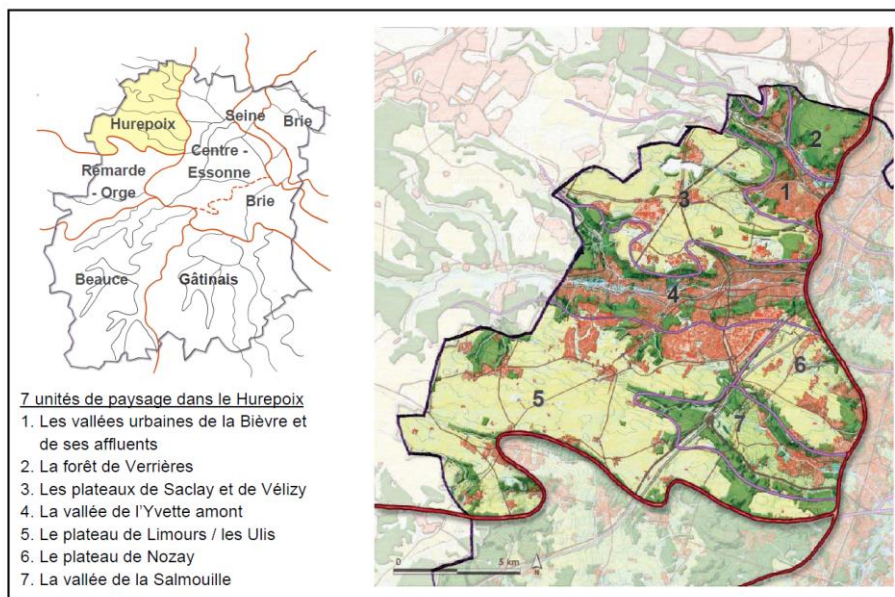 Hurepoix
Seine
Brie
Centre -
Essonne
Rémarde
- Orge
Brie
Beauce
Gâtinais
7 unités de paysage dans le Hurepoix
1. Les vallées urbaines de la Bièvre et
de ses affluents
2. La forêt de Verrières
3. Les plateaux de Saclay et de Vélizy
4. La vallée de l'Yvette amont
5. Le plateau de Limours / les Ulis
6. Le plateau de Nozay
7. La vallée de la Salmouille
2
1
3
4
6
5
7
0 5 km
N